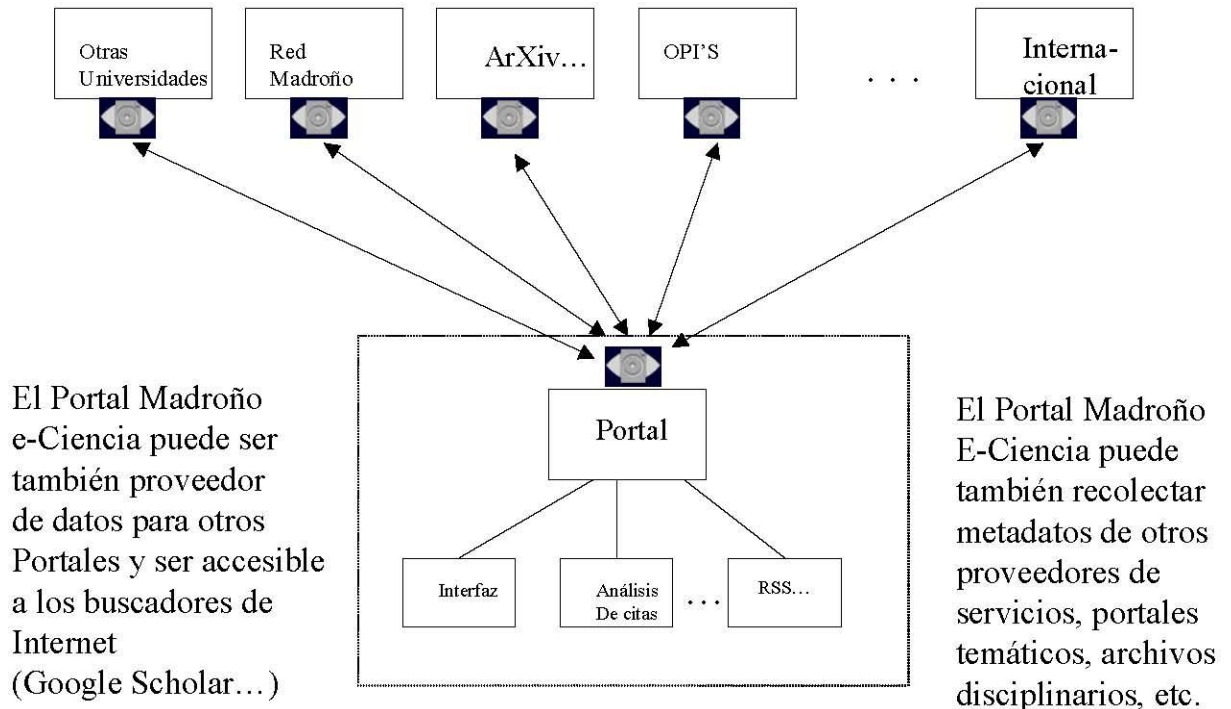 Otras
Universidades
Red
Madroño
ArXiv...
OPI'S
. . .
Interna-
cional
El Portal Madroño
e-Ciencia puede ser
también proveedor
de datos para otros
Portales y ser accesible
a los buscadores de
Internet
(Google Scholar...)
Portal
Interfaz
Análisis
De citas
...
RSS...
El Portal Madroño
E-Ciencia puede
también recolectar
metadatos de otros
proveedores de
servicios, portales
temáticos, archivos
disciplinarios, etc.